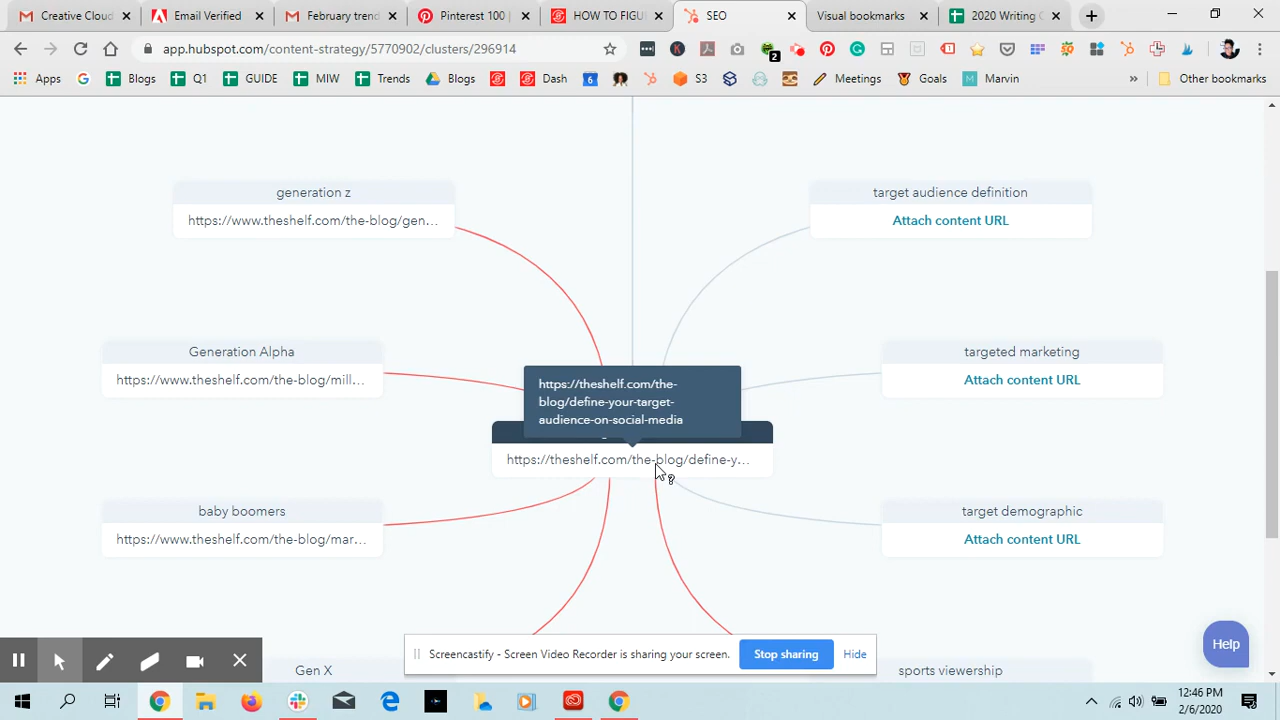 Creative Cloud
Email Verified
February trend
Pinterest 100
HOW TO FIGU
SEO
Visual bookmarks
2020 Writing C
app.hubspot.com/content-strategy/5770902/clusters/296914
2
Apps
Blogs
Q1
GUIDE
MIW
Trends
Blogs
Dash
6
S3
Meetings
Goals
M
Marvin
»
Other bookmarks
generation z
https://www.theshelf.com/the-blog/gen...
target audience definition
Attach content URL
Generation Alpha
https://www.theshelf.com/the-blog/mill...
targeted marketing
Attach content URL
https://theshelf.com/the-
blog/define-your-target-
audience-on-social-media
https://theshelf.com/the-blog/define-y...
baby boomers
https://www.theshelf.com/the-blog/mar...
target demographic
Attach content URL
Help
Screencastify - Screen Video Recorder is sharing your screen.
Stop sharing
Hide
Gen X
sports viewership
12:46 PM
2/6/2020